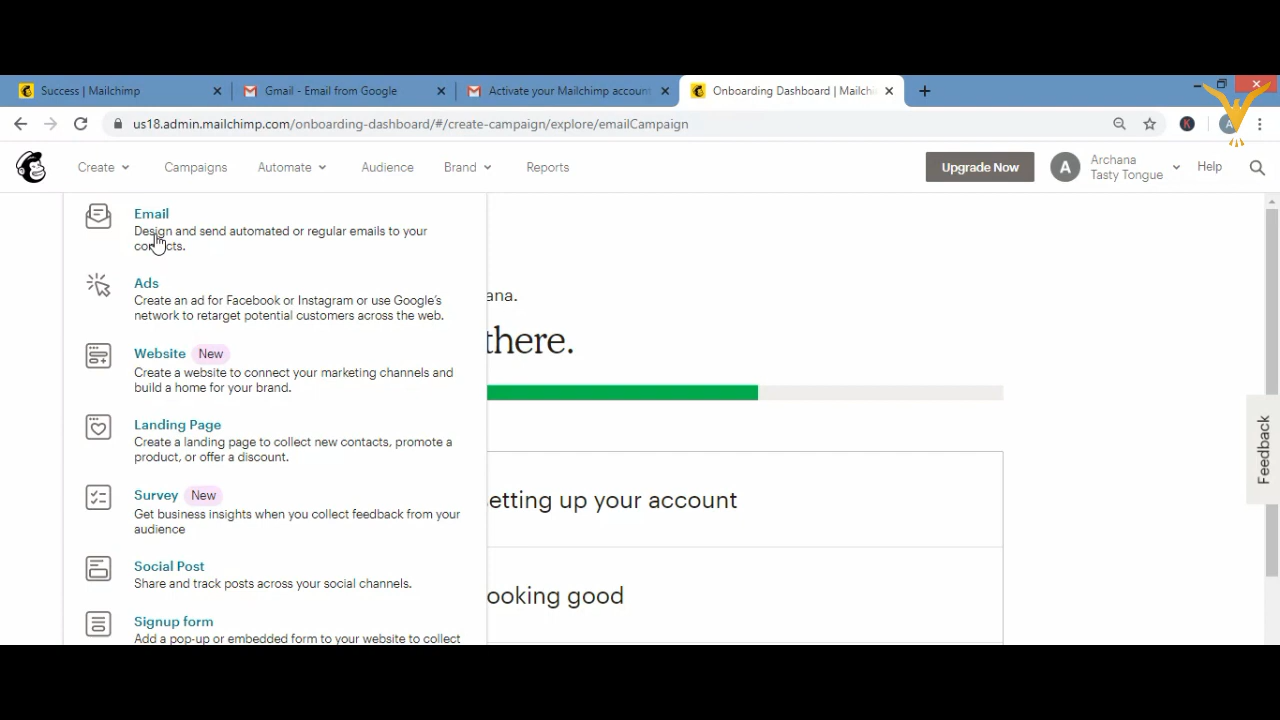 Success | Mailchimp
Gmail - Email from Google
Activate your Mailchimp accoun
Onboarding Dashboard | Mailchi
us18.admin.mailchimp.com/onboarding-dashboard/#/create-campaign/explore/emailCampaign
K
Create
Campaigns
Automate
Audience
Brand
Reports
Upgrade Now
A
Archana
Tasty Tongue
Help
Email
Design and send automated or regular emails to your
Ads
Create an ad for Facebook or Instagram or use Google's
network to retarget potential customers across the web.
Website New
Create a website to connect your marketing channels and
build a home for your brand.
Landing Page
Create a landing page to collect new contacts, promote a
product, or offer a discount.
Survey New
Get business insights when you collect feedback from your
audience
Social Post
Share and track posts across your social channels.
Signup form
Add a pop-up or embedded form to your website to collect
ana.
there.
etting up your account
ooking good
Feedback